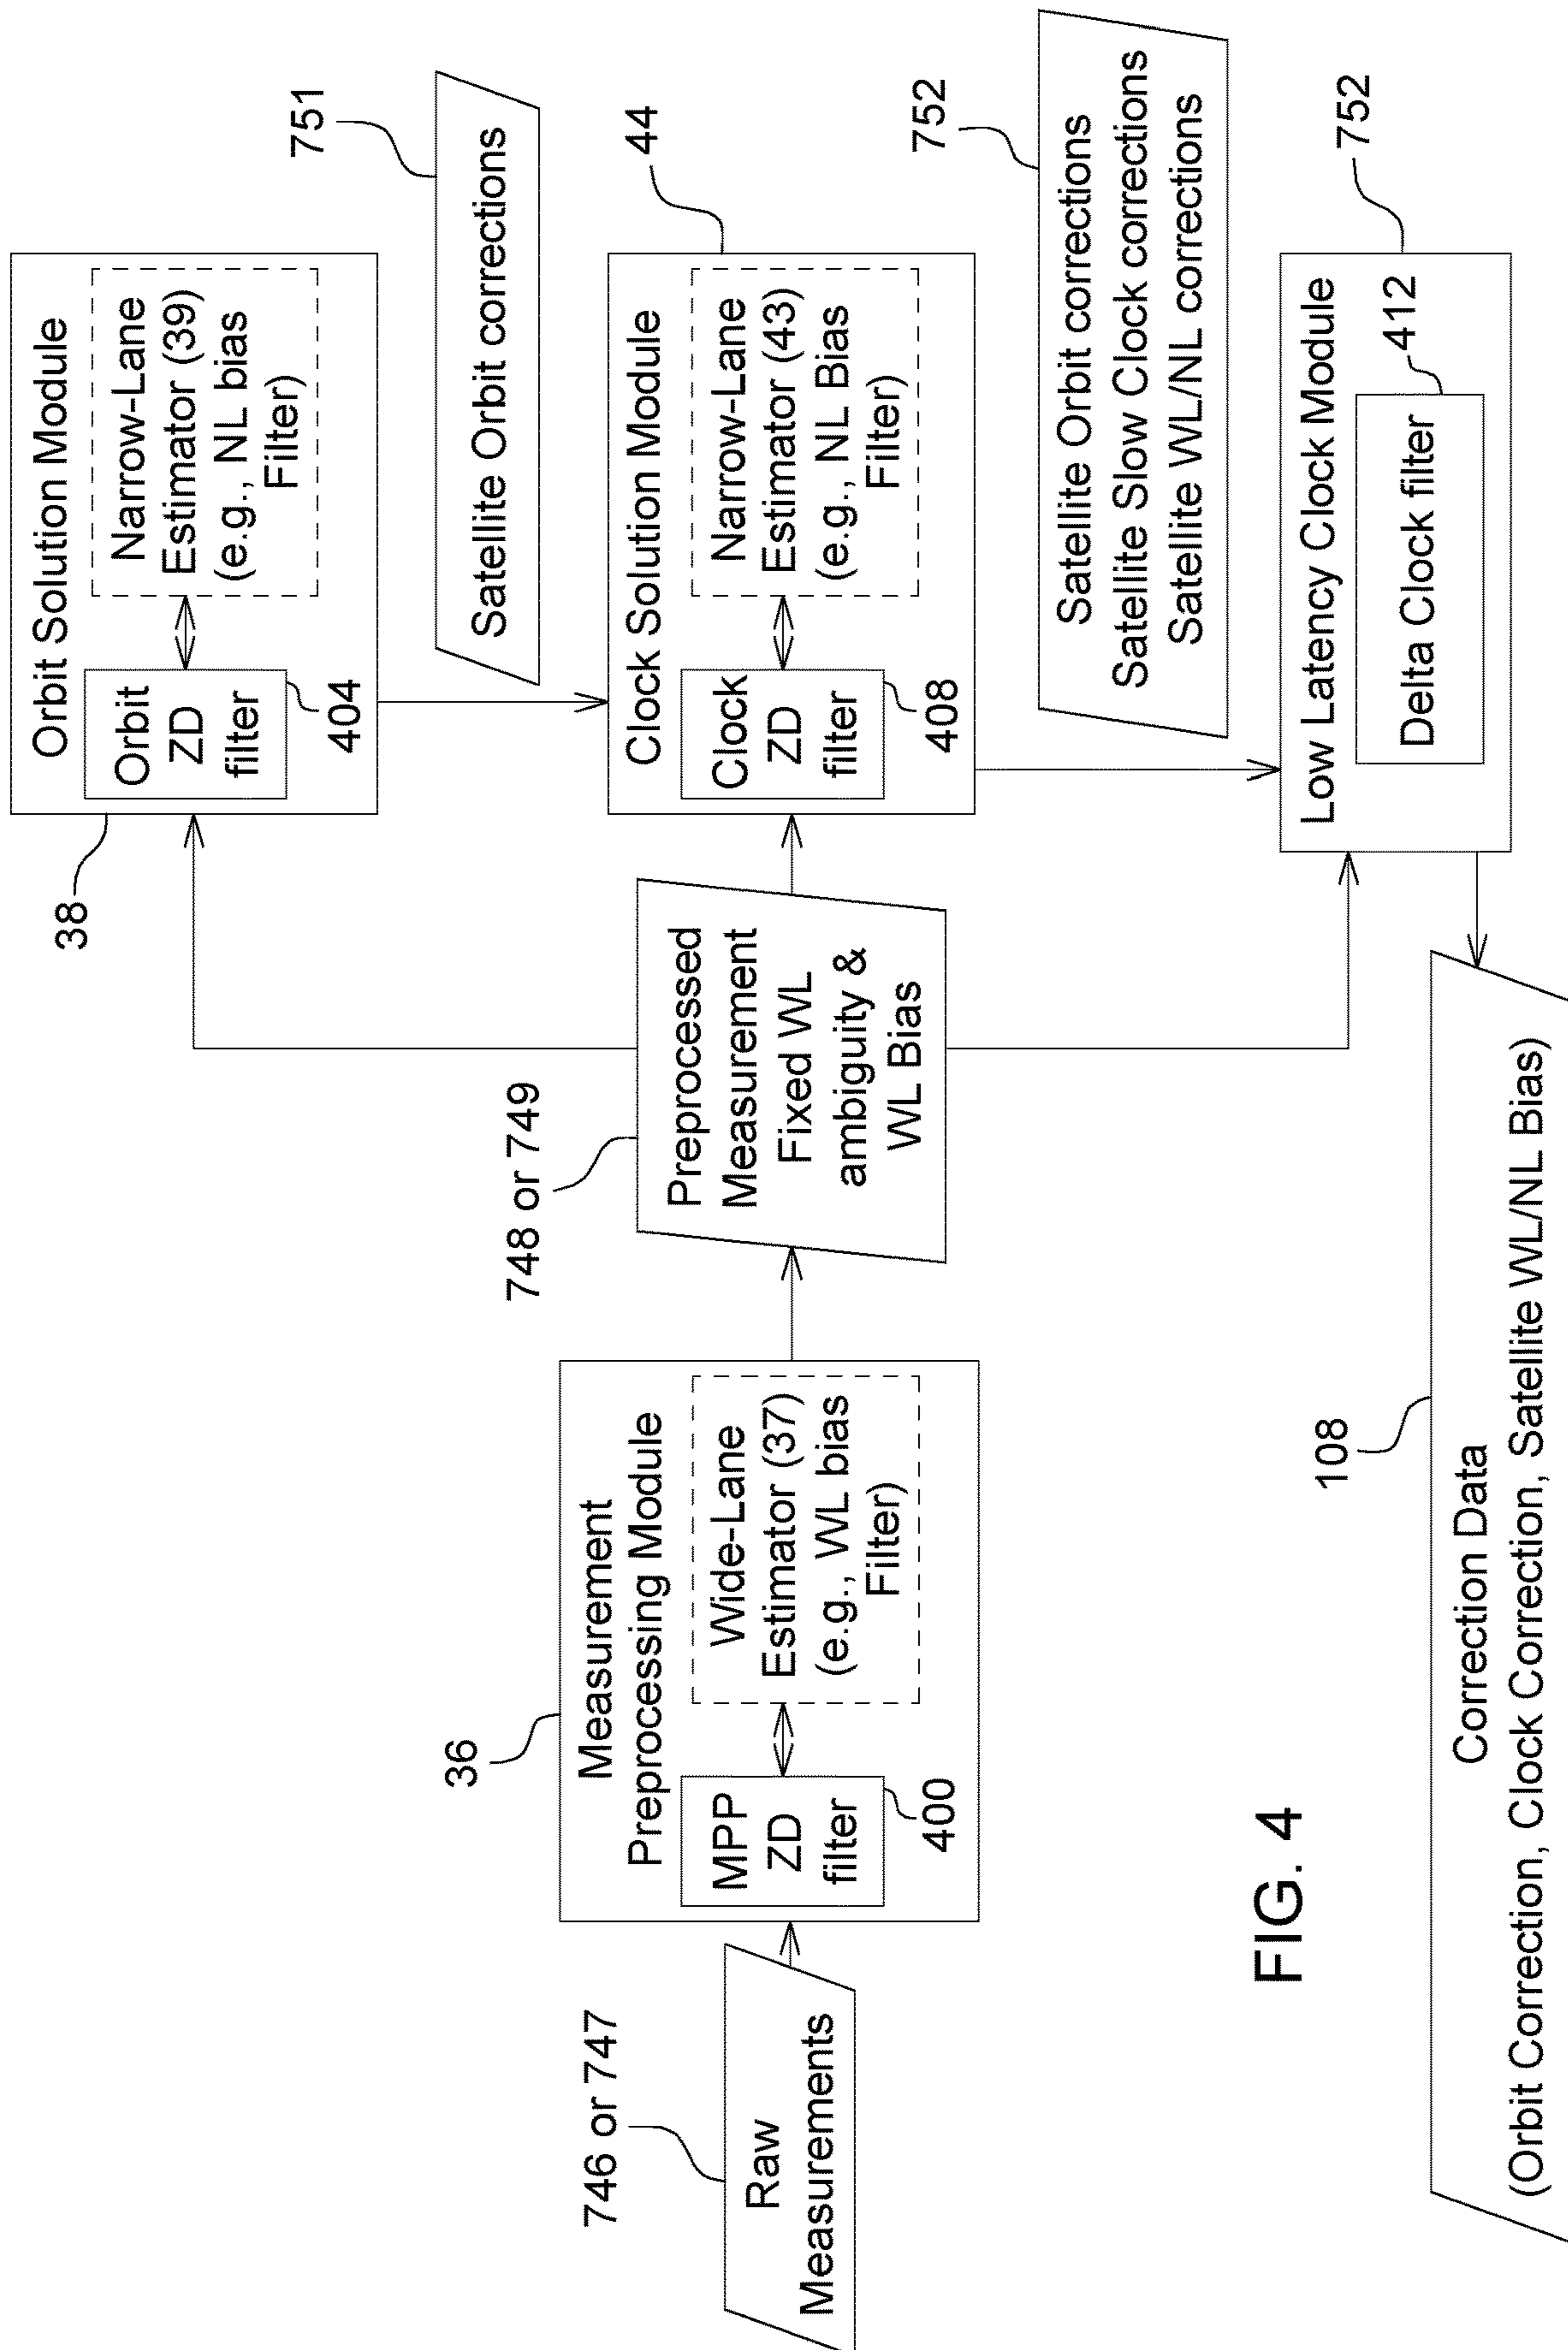 746 or 747
Raw
Measurements
36
Measurement
Preprocessing Module
MPP
ZD
filter
400
Wide-Lane
Estimator (37)
(e.g., WL bias
Filter)
748 or 749
Preprocessed
Measurement
Fixed WL
ambiguity &
WL Bias
38
Orbit Solution Module
Orbit
ZD
filter
404
Narrow-Lane
Estimator (39)
(e.g., NL bias
Filter)
751
Satellite Orbit corrections
44
Clock Solution Module
Clock
ZD
filter
408
Narrow-Lane
Estimator (43)
(e.g., NL Bias
Filter)
752
Satellite Orbit corrections
Satellite Slow Clock corrections
Satellite WL/NL corrections
752
Low Latency Clock Module
412
Delta Clock filter
108
Correction Data
(Orbit Correction, Clock Correction, Satellite WL/NL Bias)
FIG. 4